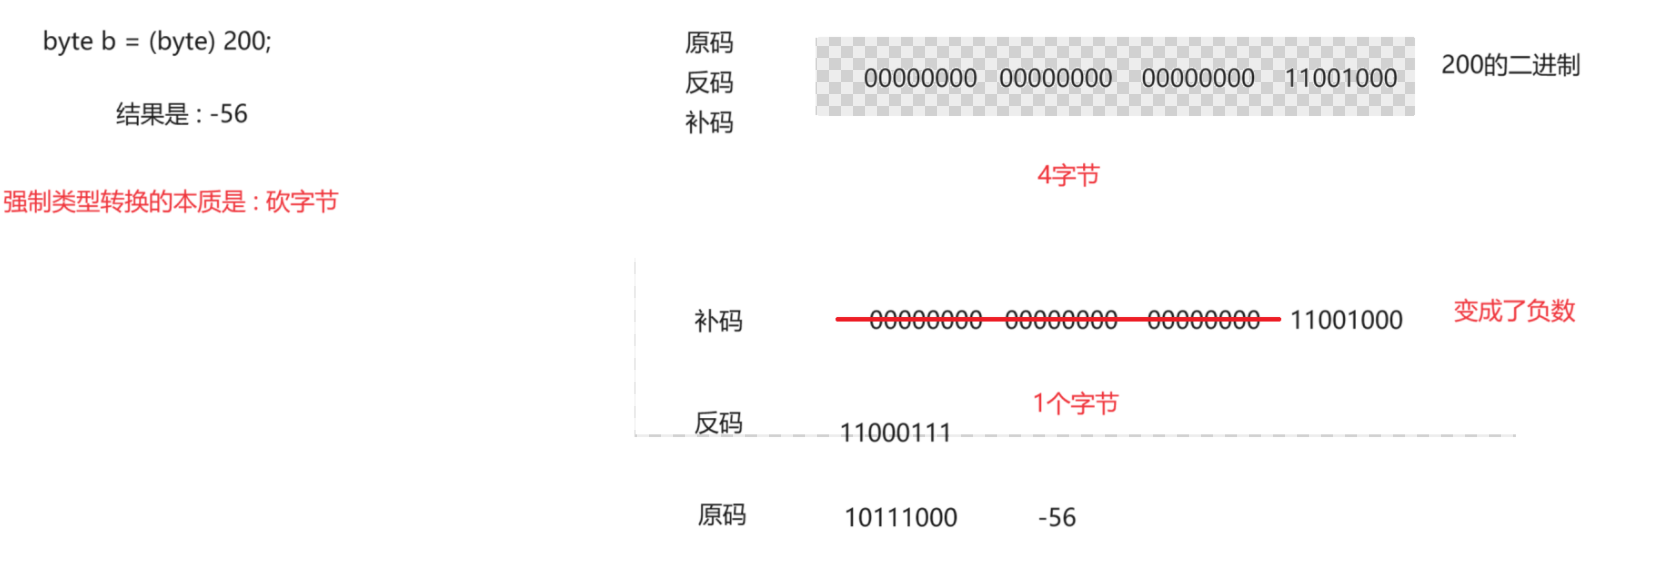 byte b = (byte) 200;
结果是 : -56
强制类型转换的本质是 : 砍字节
原码
反码
补码
00000000 00000000 00000000 11001000
200的二进制
4字节
补码
00000000 00000000 00000000 11001000
变成了负数
1个字节
反码
11000111
原码
10111000
-56